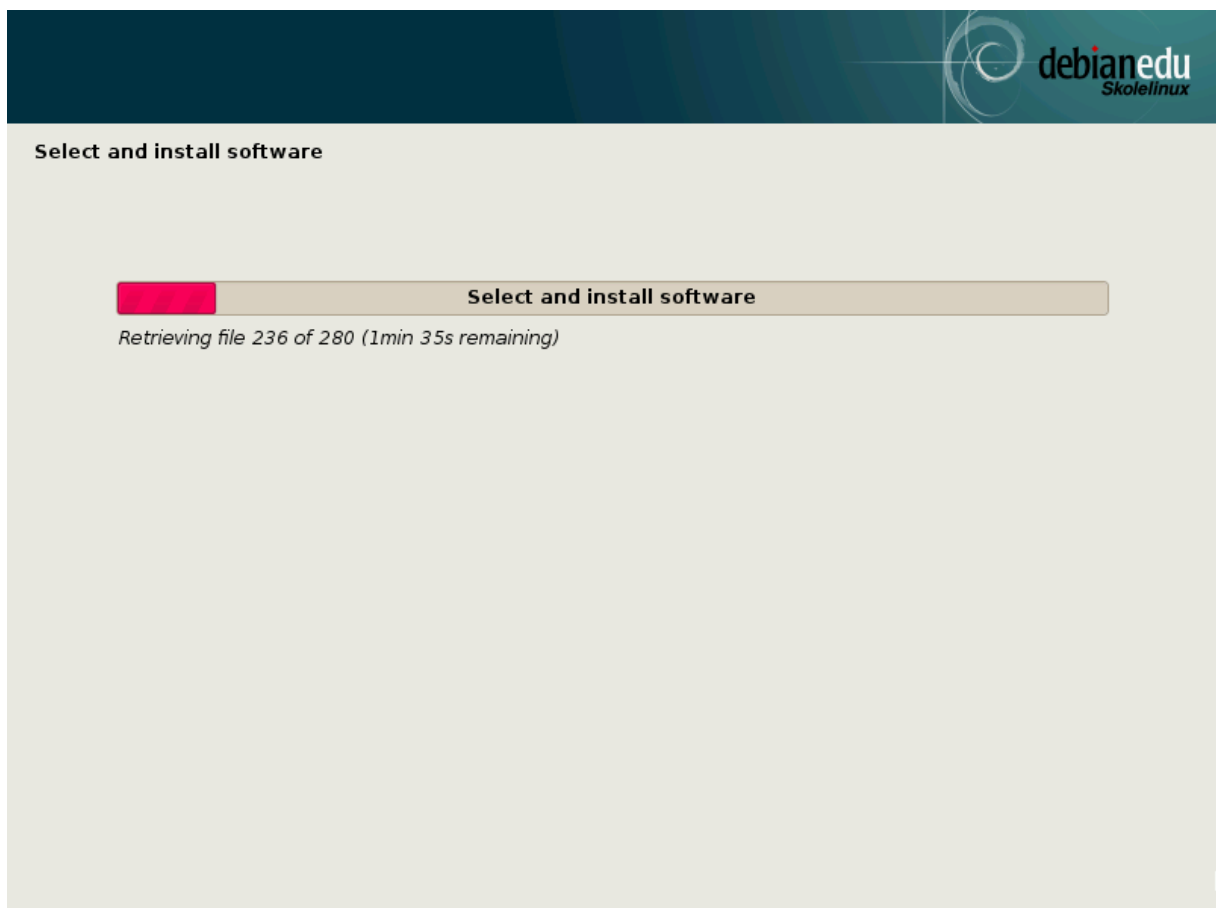 debianedu
Skolelinux
Select and install software
Select and install software
Retrieving file 236 of 280 (1min 35s remaining)